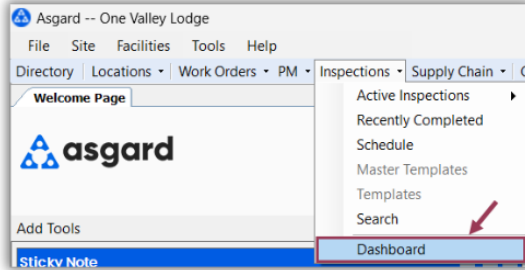 Asgard -- One Valley Lodge
File Site Facilities Tools Help
Directory Locations Work Orders PM Inspections Supply Chain
Welcome Page
Active Inspections
Recently Completed
Schedule
Master Templates
Templates
Search
Dashboard
asgard
Add Tools
Sticky Note